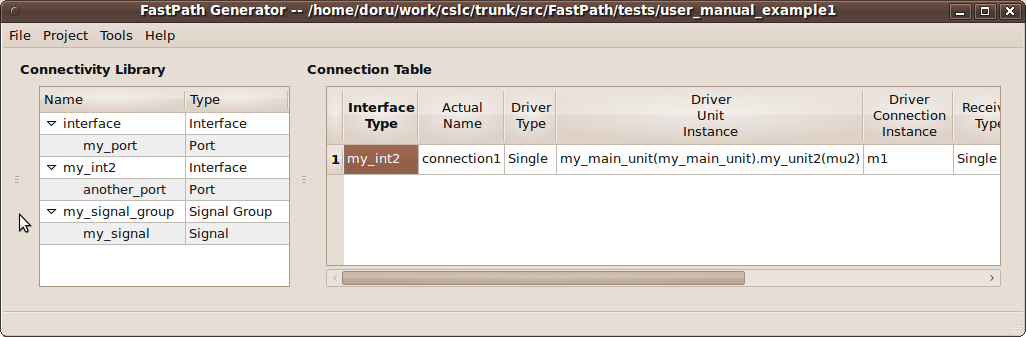 FastPath Generator -- /home/doru/work/cslc/trunk/src/FastPath/tests/user_manual_example1
File Project Tools Help
Connectivity Library
Name Type
interface Interface
my_port Port
my_int2 Interface
another_port Port
my_signal_group Signal Group
my_signal Signal
Connection Table
Interface Type Actual Name Driver Type Driver Unit Instance Driver Connection Instance Receiv Type
1 my_int2 connection1 Single my_main_unit(my_main_unit).my_unit2(mu2) m1 Single